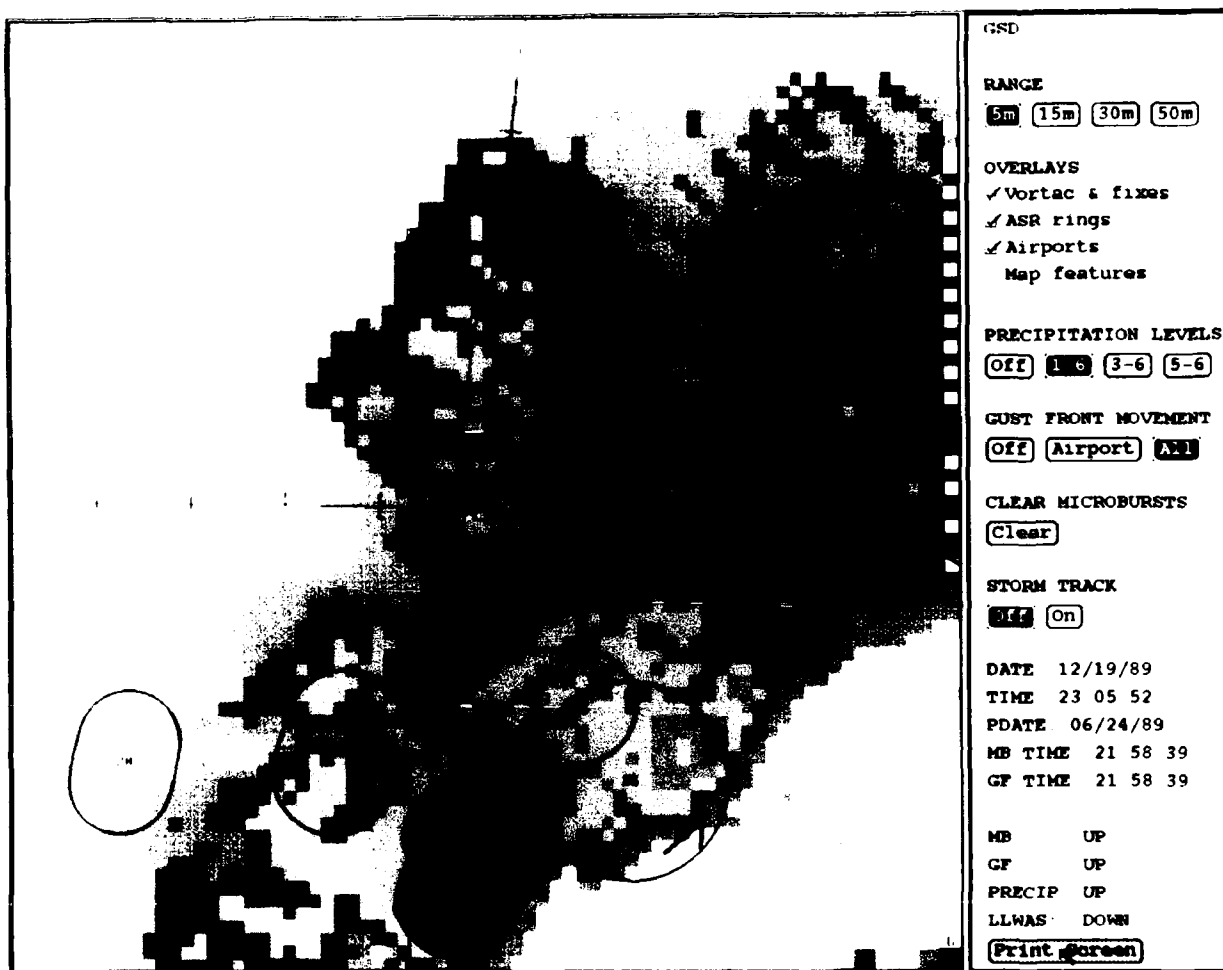 GSD
RANGE
5m 15m 30m 50m
OVERLAYS
✓ Vortac & fixes
✓ ASR rings
✓ Airports
Map features
PRECIPITATION LEVELS
Off 1 6 3-6 5-6
GUST FRONT MOVEMENT
Off Airport All
CLEAR MICROBURSTS
Clear
STORM TRACK
Off On
DATE 12/19/89
TIME 23 05 52
PDATE 06/24/89
MB TIME 21 58 39
GF TIME 21 58 39
MB UP
GF UP
PRECIP UP
LLWAS DOWN
Print Screen